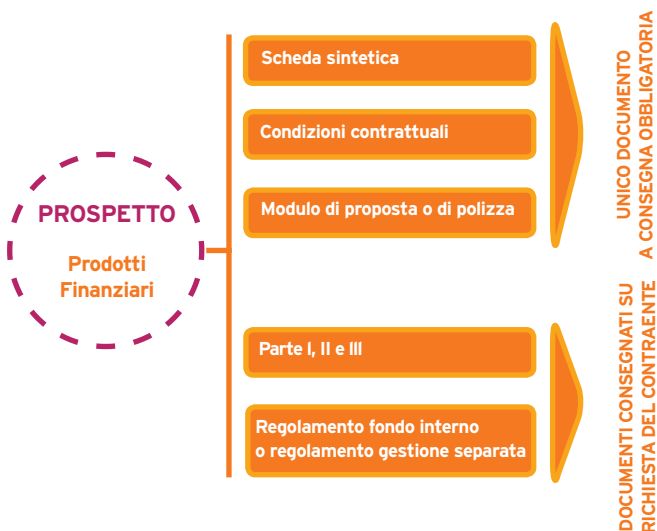 PROSPETTO
Prodotti
Finanziari
Scheda sintetica
Condizioni contrattuali
Modulo di proposta o di polizza
UNICO DOCUMENTO
A CONSEGNA OBBLIGATORIA
Parte I, II e III
Regolamento fondo interno
o regolamento gestione separata
DOCUMENTI CONSEGNATI SU
RICHIESTA DEL CONTRAENTE